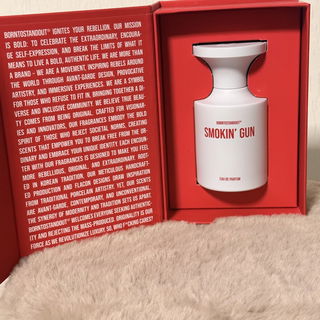 BORNTOSTANDOUT® IGNITES YOUR REBELLION. OUR MISSION
IS BOLD: TO CELEBRATE THE EXTRAORDINARY, ENCOURA
GE SELF-EXPRESSION, AND BREAK THE LIMITS OF WHAT IT
MEANS TO LIVE A BOLD, AUTHENTIC LIFE. WE ARE MORE THAN
A BRAND – WE ARE A MOVEMENT, INSPIRING REBELS AROUND
THE WORLD THROUGH AVANT-GARDE DESIGN, PROVOCATIVE
ARTISTRY, AND IMMERSIVE EXPERIENCES. WE ARE A SYMBOL
FOR THOSE WHO REFUSE TO FIT IN, BRINGING TOGETHER A DI-
VERSE AND INCLUSIVE COMMUNITY. WE BELIEVE TRUE BEAU-
TY COMES FROM BEING ORIGINAL. CRAFTED FOR VISIONAR-
IES AND INNOVATORS, OUR FRAGRANCES EMBODY THE BOLD
SPIRIT OF THOSE WHO REJECT SOCIETAL NORMS, CREATING
SCENTS THAT EMPOWER YOU TO BREAK FREE FROM THE OR-
DINARY AND EMBRACE YOUR UNIQUE IDENTITY. EACH ENCOUN-
TER WITH OUR FRAGRANCES IS DESIGNED TO MAKE YOU FEEL
MORE REBELLIOUS, ORIGINAL, AND EXTRAORDINARY. ROOT-
ED IN KOREAN TRADITION, OUR METICULOUS HANDCRAFT-
ED PRODUCTION AND FLACON DESIGNS DRAW INSPIRATION
FROM TRADITIONAL PORCELAIN ARTISTRY. YET, OUR SCENTS
ARE AVANT-GARDE, CONTEMPORARY, AND UNCONVENTIONAL.
THE SYNERGY OF MODERNITY AND TRADITION SETS US APART.
BORNTOSTANDOUT® WELCOMES EVERYONE SEEKING AUTHENTIC-
ITY AND REJECTING THE MASS-PRODUCED. ORIGINALITY IS OUR
FORCE AS WE REVOLUTIONIZE LUXURY. SO, WHO F*CKING CARES?
BORNTOSTANDOUT®
SMOKIN' GUN
EAU DE PARFUM